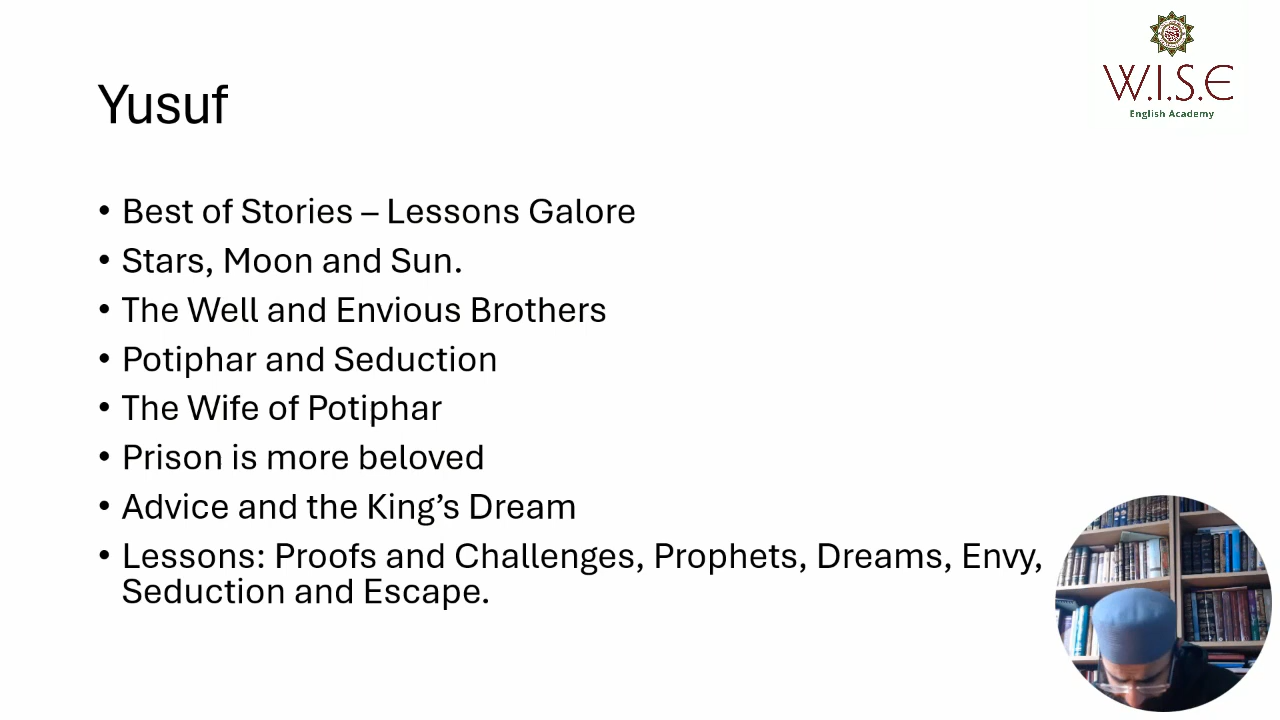 W.I.S.E
English Academy
Yusuf
• Best of Stories – Lessons Galore
• Stars, Moon and Sun.
• The Well and Envious Brothers
• Potiphar and Seduction
• The Wife of Potiphar
• Prison is more beloved
• Advice and the King’s Dream
• Lessons: Proofs and Challenges, Prophets, Dreams, Envy,
Seduction and Escape.